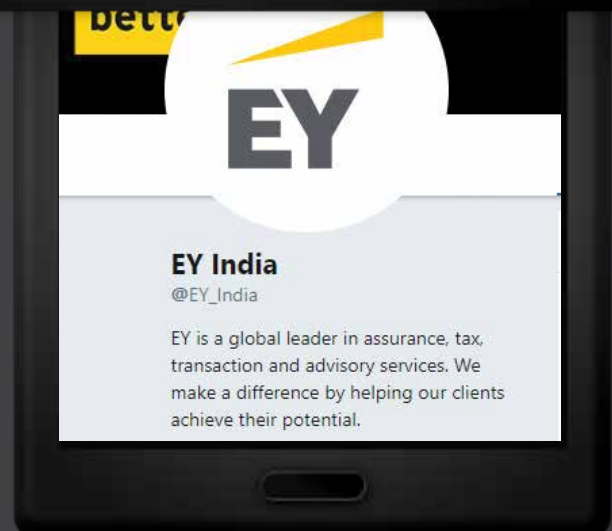 bette
EY
EY India
@EY_India
EY is a global leader in assurance, tax,
transaction and advisory services. We
make a difference by helping our clients
achieve their potential.